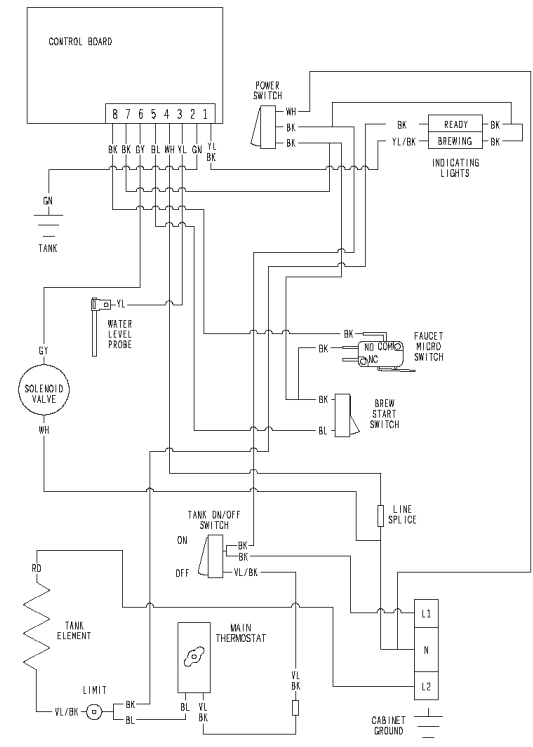 CONTROL BOARD
POWER
SWITCH
8 7 6 5 4 3 2 1
WH
BK
BK
BK READY BK
YL/BK BREWING BK
INDICATING
LIGHTS
BK BK GY BL WH YL GN YL
BK
GN
TANK
YL
WATER
LEVEL
PROBE
GY
SOLENOID
VALVE
WH
BK
NO COM
NC
BK
FAUCET
MICRO
SWITCH
BK
BL
BREW
START
SWITCH
TANK ON/OFF
SWITCH
ON
OFF
BK
BK
VL/BK
LINE
SPLICE
RD
TANK
ELEMENT
MAIN
THERMOSTAT
L1
N
L2
LIMIT
VL/BK
BK
BL
BL
VL
BK
VL
BK
CABINET
GROUND